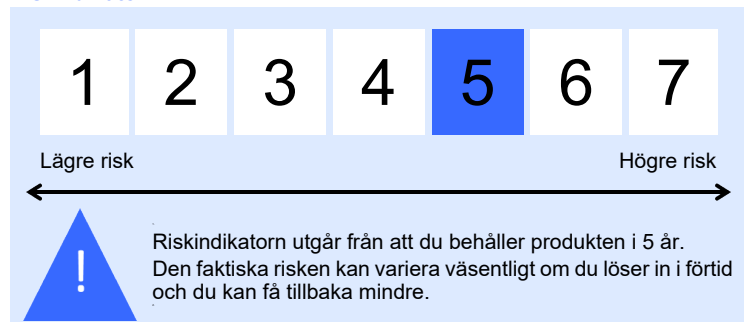 1 2 3 4 5 6 7
Lägre risk Högre risk
!
Riskindikatorn utgår från att du behåller produkten i 5 år.
Den faktiska risken kan variera väsentligt om du löser in i förtid
och du kan få tillbaka mindre.